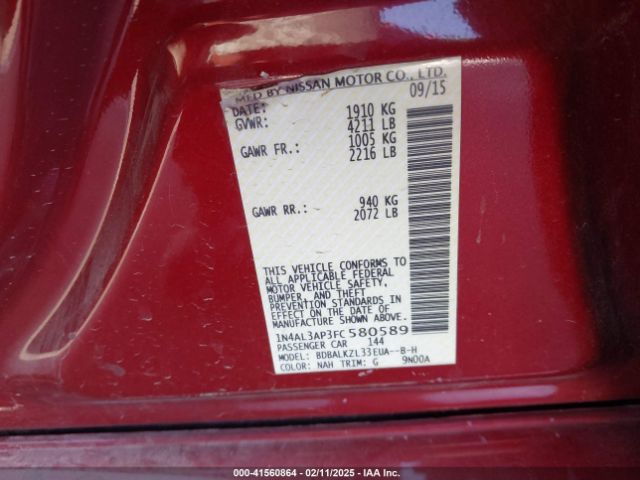 MFD BY NISSAN MOTOR CO., LTD.
DATE: 09/15
GVWR: 1910 KG
4211 LB
GAWR FR.: 1005 KG
2216 LB
GAWR RR.: 940 KG
2072 LB
THIS VEHICLE CONFORMS TO
ALL APPLICABLE FEDERAL
MOTOR VEHICLE SAFETY,
BUMPER, AND THEFT
PREVENTION STANDARDS IN
EFFECT ON THE DATE OF
MANUFACTURE SHOWN ABOVE.
1N4AL3AP3FC580589
PASSENGER CAR 144
MODEL: BDBALKZL33EUA--B-H
COLOR: NAH TRIM: G 9N00A
000-41560864 - 02/11/2025 - IAA Inc.